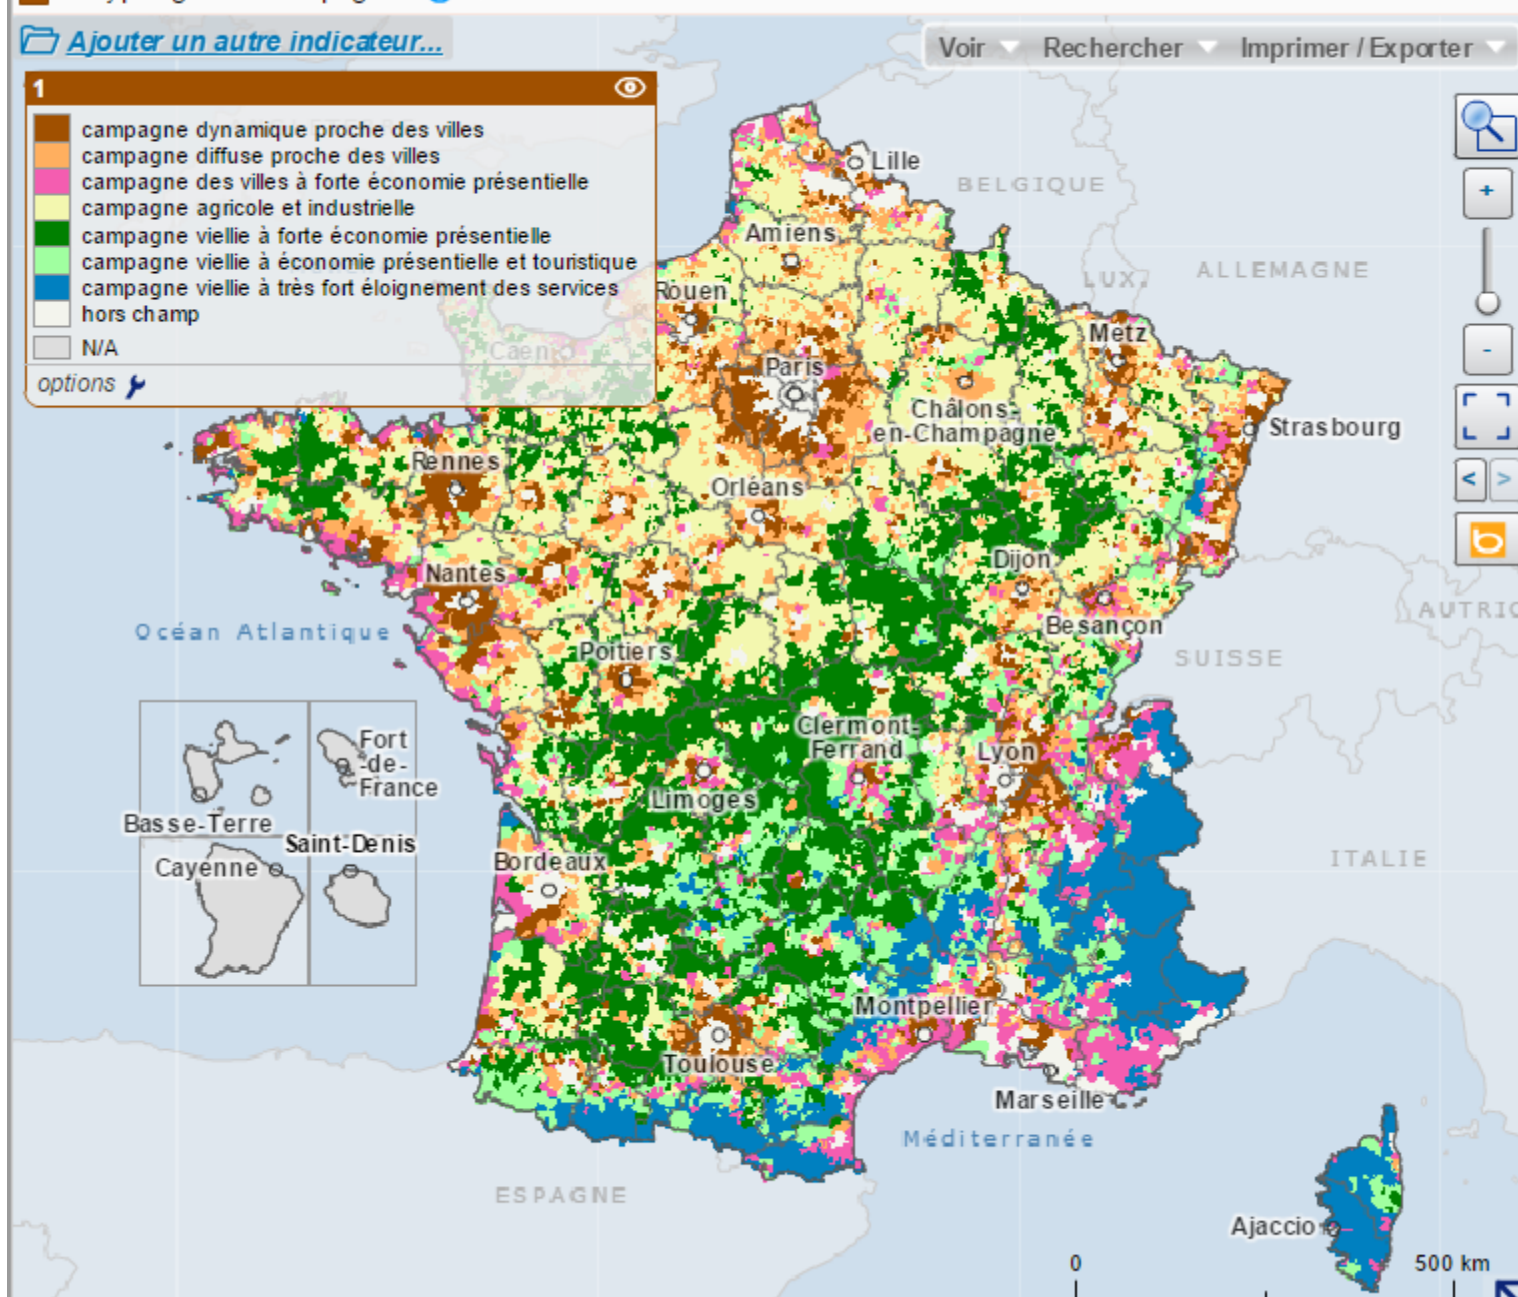 Ajouter un autre indicateur...
Voir
Rechercher
Imprimer / Exporter
1
campagne dynamique proche des villes
campagne diffuse proche des villes
campagne des villes à forte économie présentielle
campagne agricole et industrielle
campagne viellie à forte économie présentielle
campagne viellie à économie présentielle et touristique
campagne viellie à très fort éloignement des services
hors champ
N/A
options
+
-
<
>
b
Lille
BELGIQUE
Amiens
LUX.
ALLEMAGNE
Rouen
Metz
Caen
Paris
Châlons-
en-Champagne
Strasbourg
Rennes
Orléans
Dijon
Nantes
AUTRIC
Océan Atlantique
Besançon
Poitiers
SUISSE
Clermont-
Ferrand
Lyon
Fort
-de-
France
Limoges
Basse-Terre
Saint-Denis
Cayenne
Bordeaux
ITALIE
Montpellier
Toulouse
Marseille
Méditerranée
ESPAGNE
Ajaccio
0
500 km